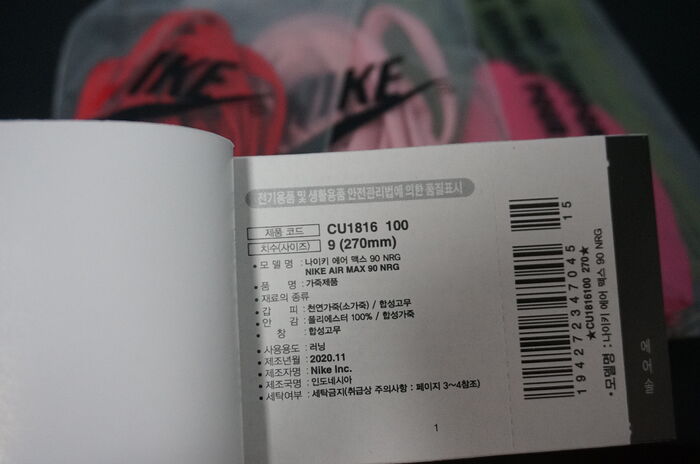 IKE
NIKE
전기용품 및 생활용품 안전관리법에 의한 품질표시
제품 코드 CU1816 100
치수(사이즈) 9 (270mm)
• 모 델 명 : 나이키 에어 맥스 90 NRG
NIKE AIR MAX 90 NRG
• 품 명 : 가죽제품
• 재료의 종류
• 갑 피 : 천연가죽(소가죽) / 합성고무
• 안 감 : 폴리에스터 100% / 합성가죽
• 창 : 합성고무
• 사용용도 : 러닝
• 제조년월 : 2020.11
• 제조자명 : Nike Inc.
• 제조국명 : 인도네시아
• 세탁여부 : 세탁금지(취급상 주의사항 : 페이지 3~4참조)
1
1 94272 34704 5
15
★CU1816100 270★
• 모델명 : 나이키 에어 맥스 90 NRG
에어솔